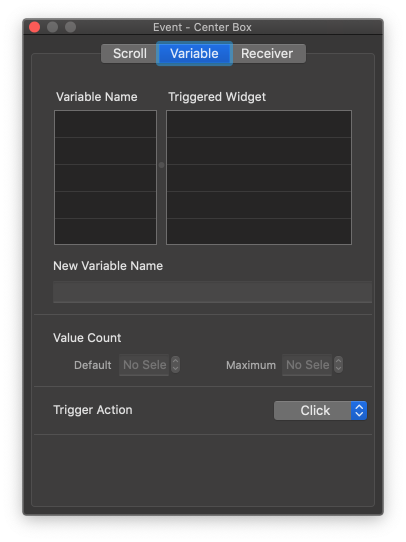 Event - Center Box
Scroll Variable Receiver
Variable Name Triggered Widget
New Variable Name
Value Count
Default No Sele Maximum No Sele
Trigger Action Click